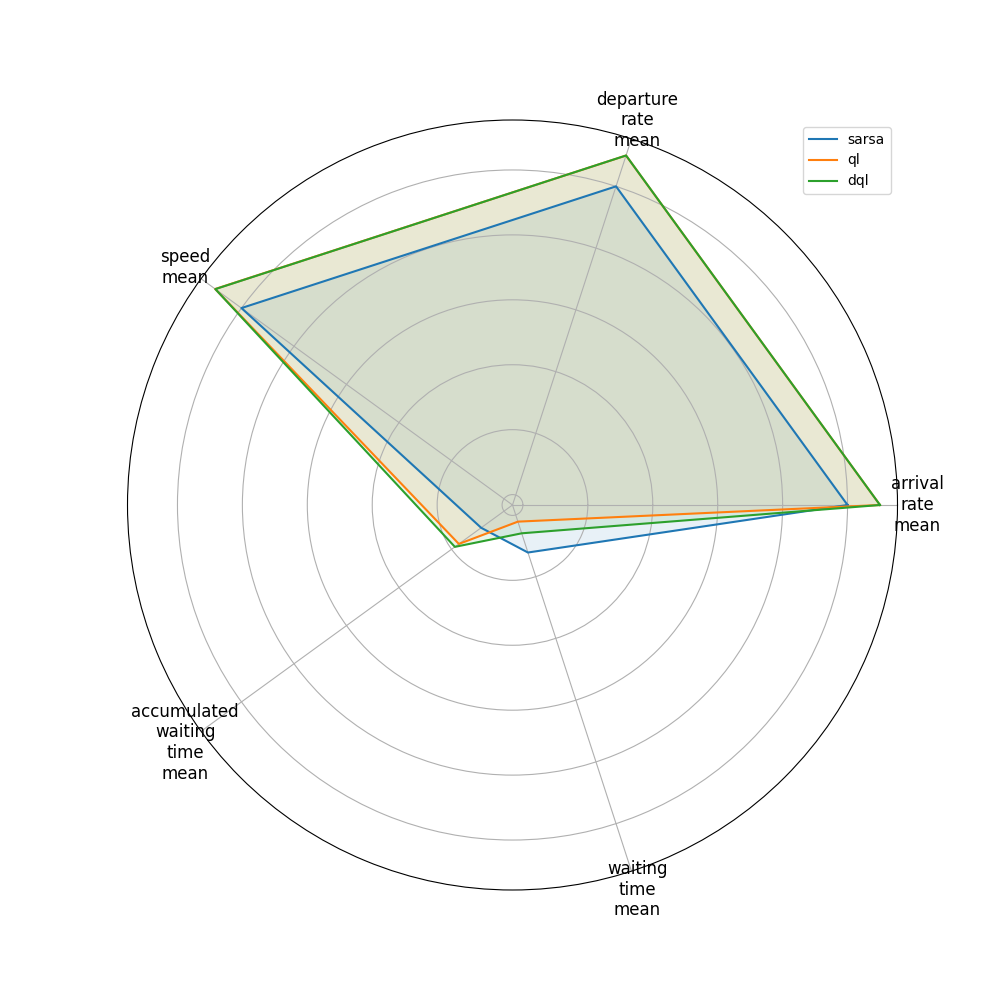 departure
rate
mean
sarsa
ql
dql
speed
mean
arrival
rate
mean
accumulated
waiting
time
mean
waiting
time
mean